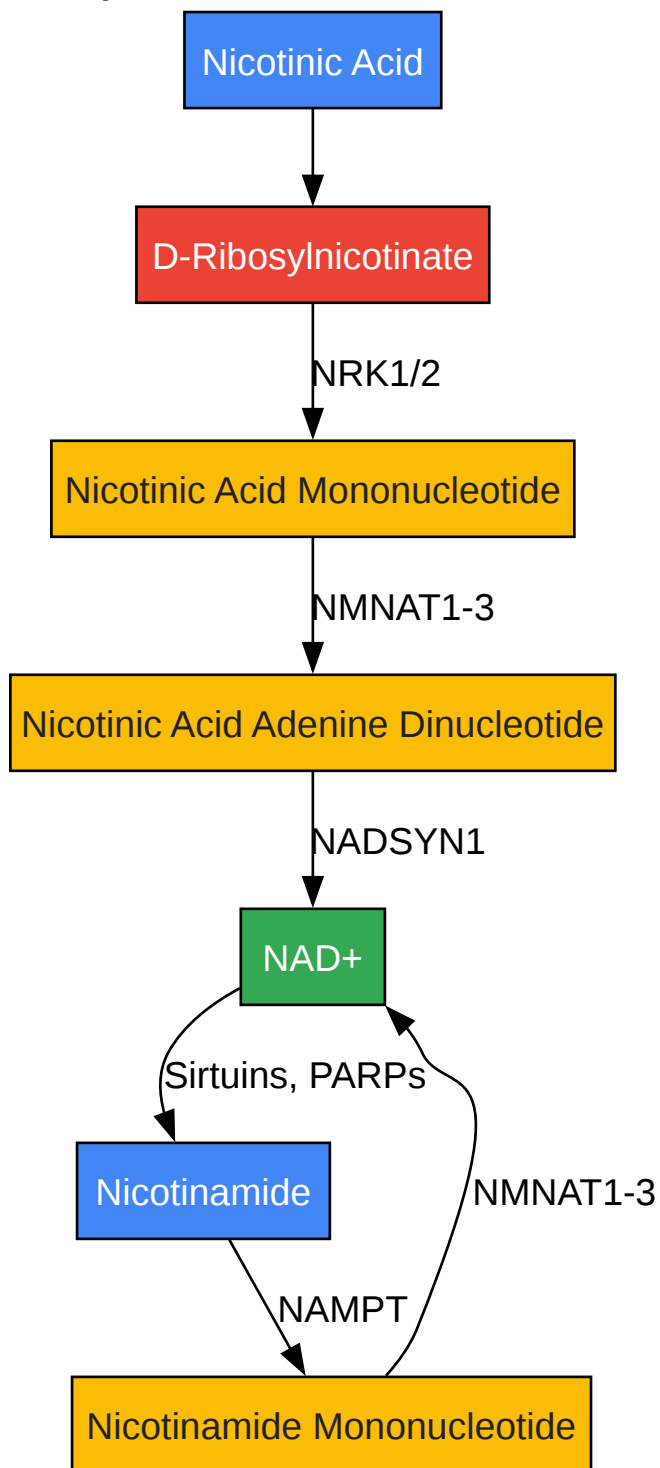 Nicotinic Acid
D-Ribosylnicotinate
NRK1/2
Nicotinic Acid Mononucleotide
NMNAT1-3
Nicotinic Acid Adenine Dinucleotide
NADSYN1
NAD+
Sirtuins, PARPs
Nicotinamide
NMNAT1-3
NAMPT
Nicotinamide Mononucleotide